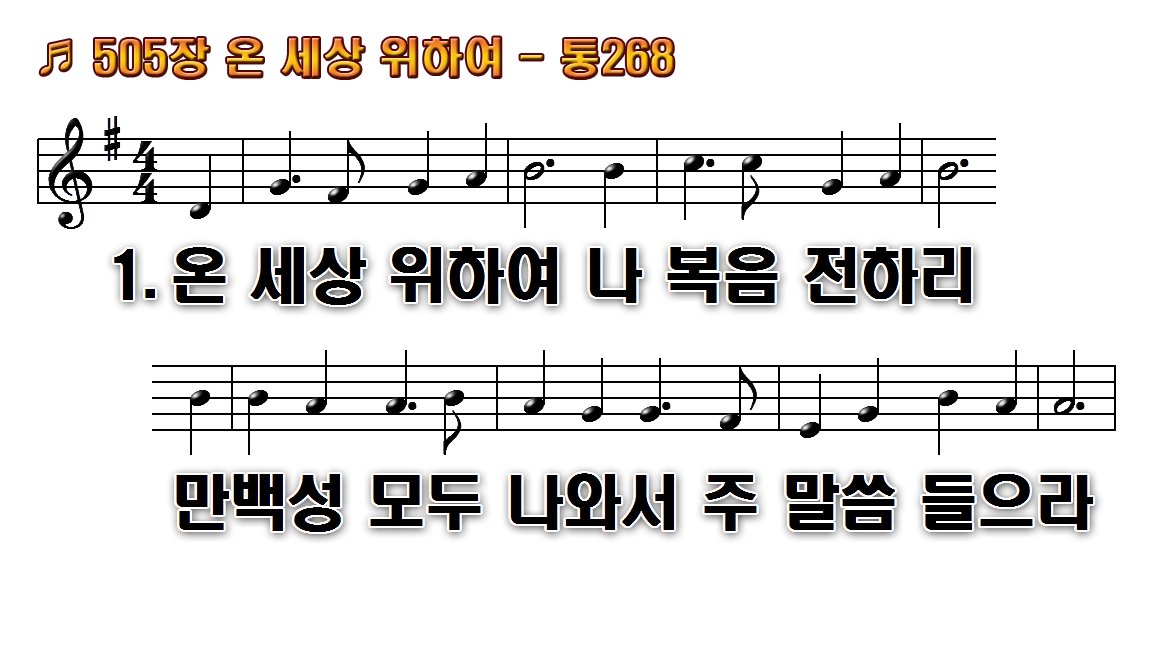 ♬ 505장 온 세상 위하여 - 통268
4
4
1. 온 세상 위하여 나 복음 전하리
만백성 모두 나와서 주 말씀 들으라